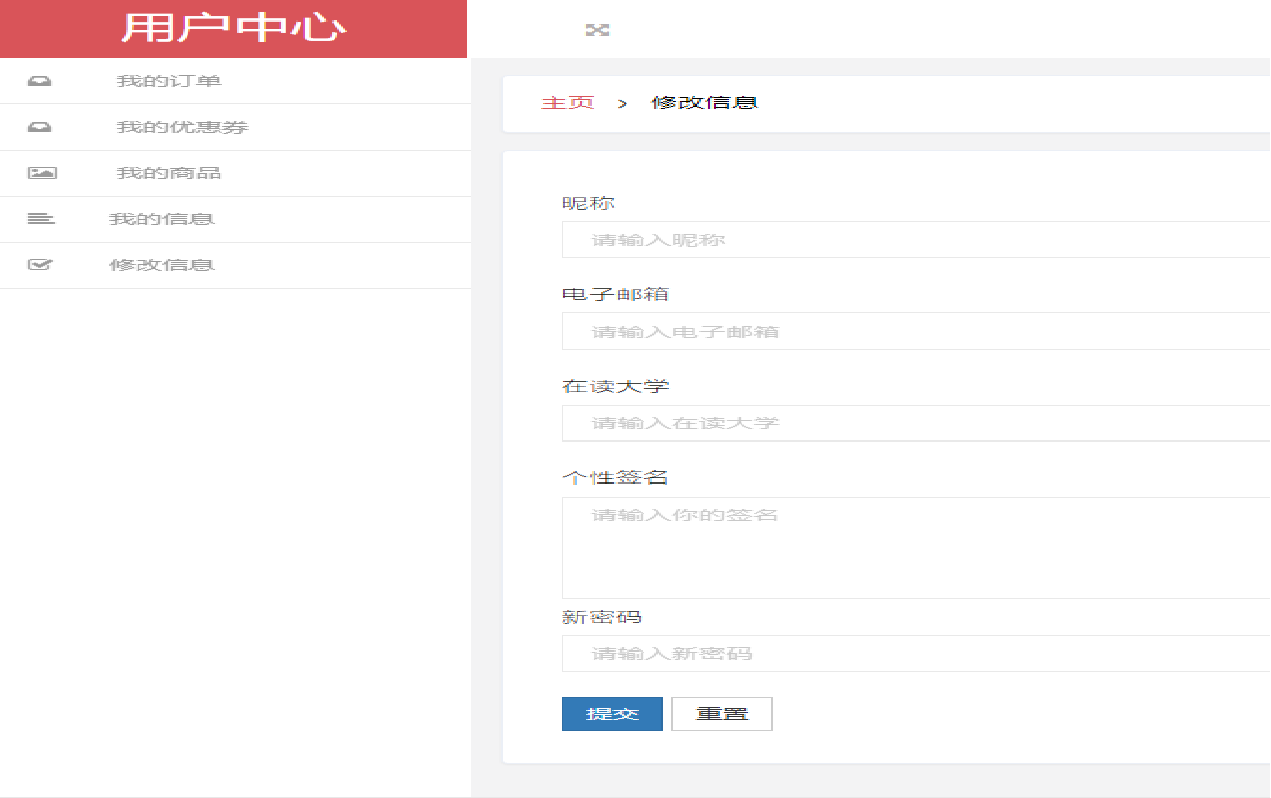 用户中心
我的订单
我的优惠券
我的商品
我的信息
修改信息
主页 > 修改信息
昵称
请输入昵称
电子邮箱
请输入电子邮箱
在读大学
请输入在读大学
个性签名
请输入你的签名
新密码
请输入新密码
提交 重置